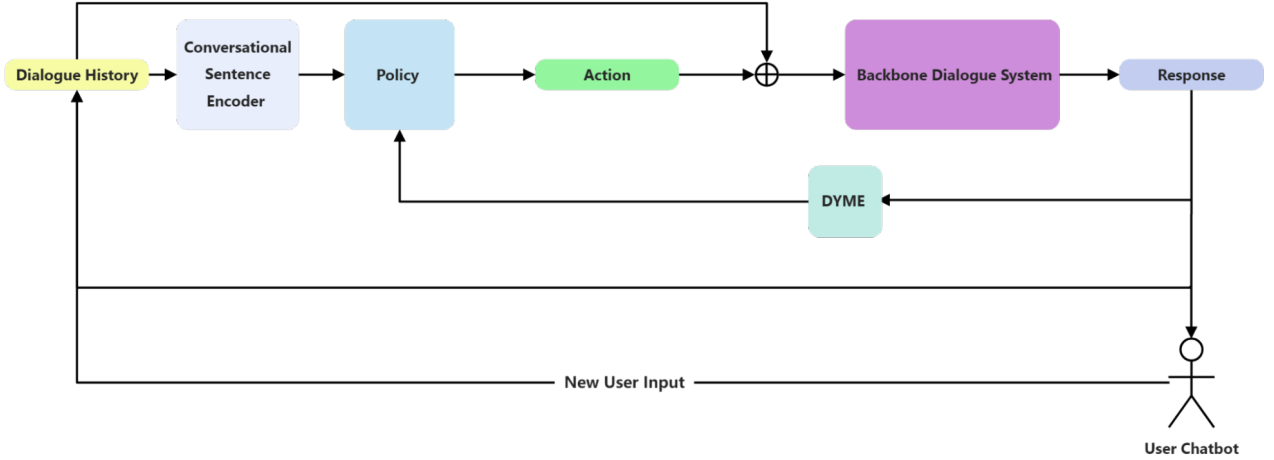 Dialogue History
Conversational
Sentence
Encoder
Policy
Action
Backbone Dialogue System
Response
DYME
New User Input
User Chatbot